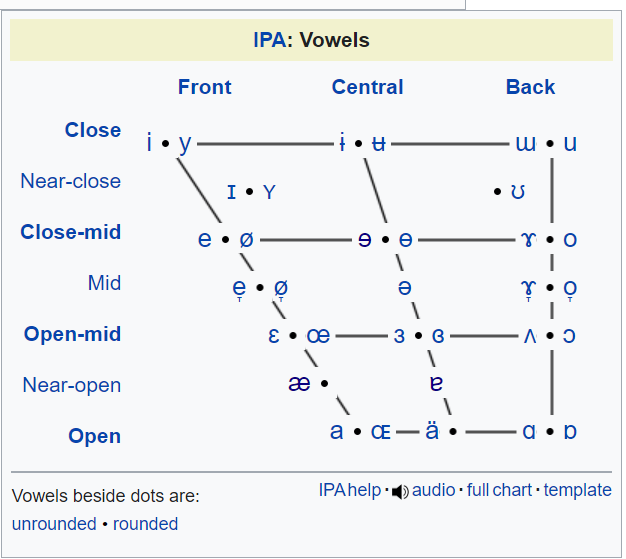 IPA: Vowels
Front Central Back
Close i • y ɨ • ʉ ɯ • u
Near-close ɪ • ʏ • ʊ
Close-mid e • ø ɘ • ɵ ɤ • o
Mid e̞ • ø̞ ə ɤ̞ • o̞
Open-mid ɛ • œ ɜ • ɞ ʌ • ɔ
Near-open æ • ɐ
Open a • ɶ ä • ɑ • ɒ
Vowels beside dots are:
unrounded • rounded
IPA help · audio · full chart · template